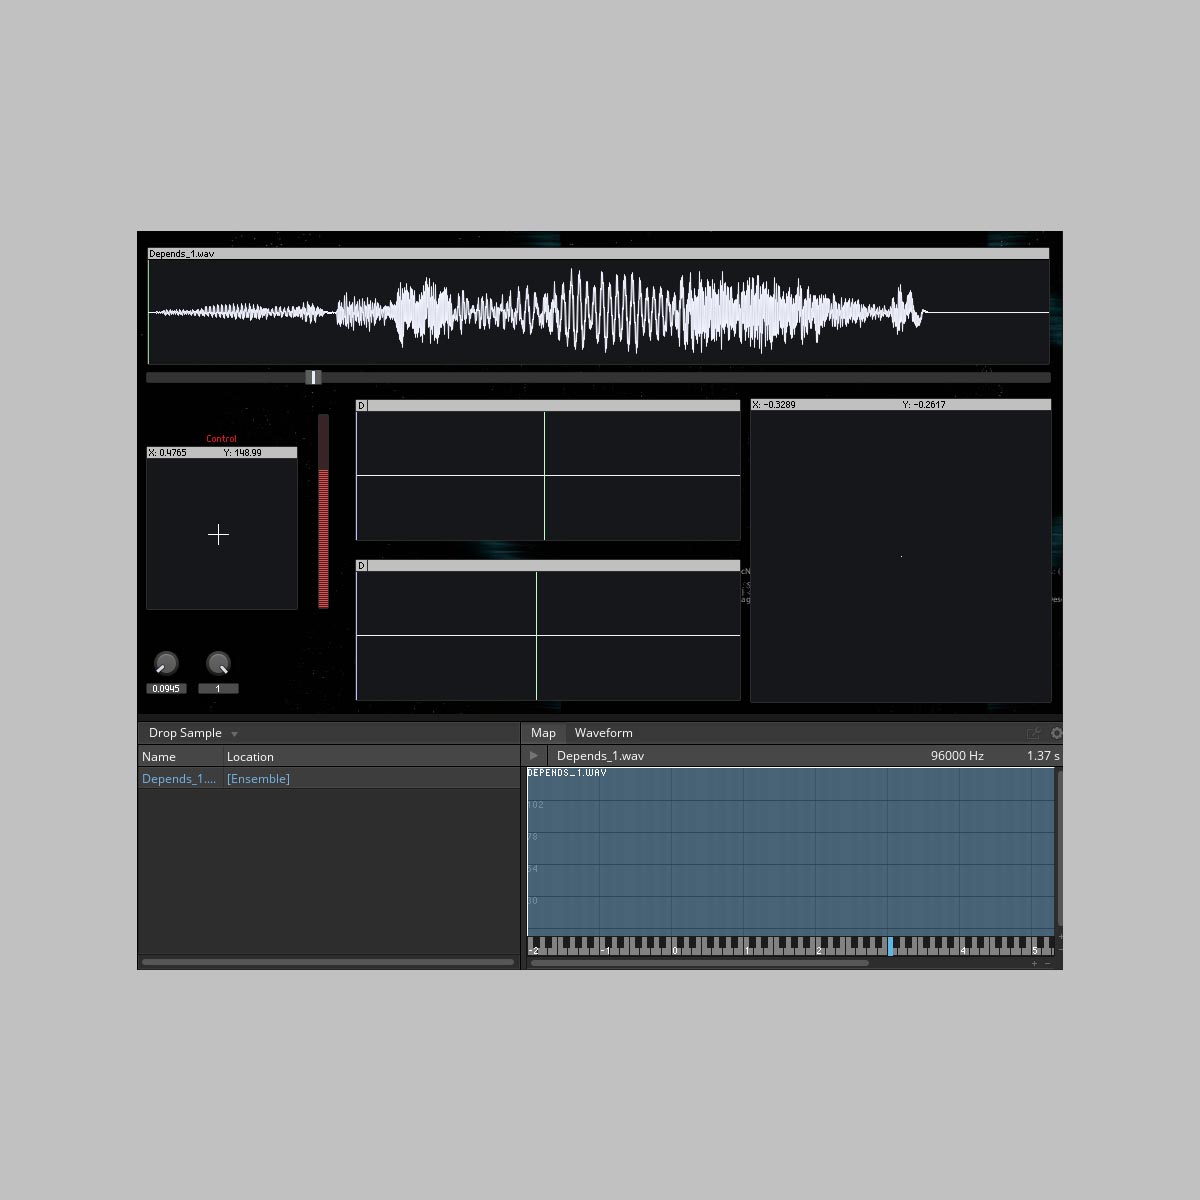 Depends_1.wav
D
X: -0.3289 Y: -0.2617
Control
X: 0.4765 Y: 148.99
D
0.0945 1
Drop Sample
Map Waveform
Name Location
Depends_1.wav 96000 Hz 1.37 s
Depends_1.... [Ensemble]
DEPENDS_1.WAV
102
78
54
30
-2 -1 0 1 2 4 5